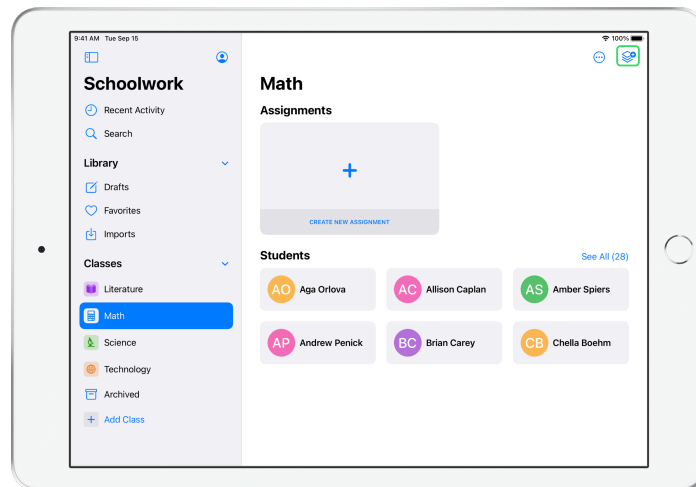 9:41 AM Tue Sep 15
100%
Schoolwork
Recent Activity
Search
Library
Drafts
Favorites
Imports
Classes
Literature
Math
Science
Technology
Archived
Add Class
Math
Assignments
CREATE NEW ASSIGNMENT
Students
See All (28)
AO Aga Orlova
AC Allison Caplan
AS Amber Spiers
AP Andrew Penick
BC Brian Carey
CB Chella Boehm